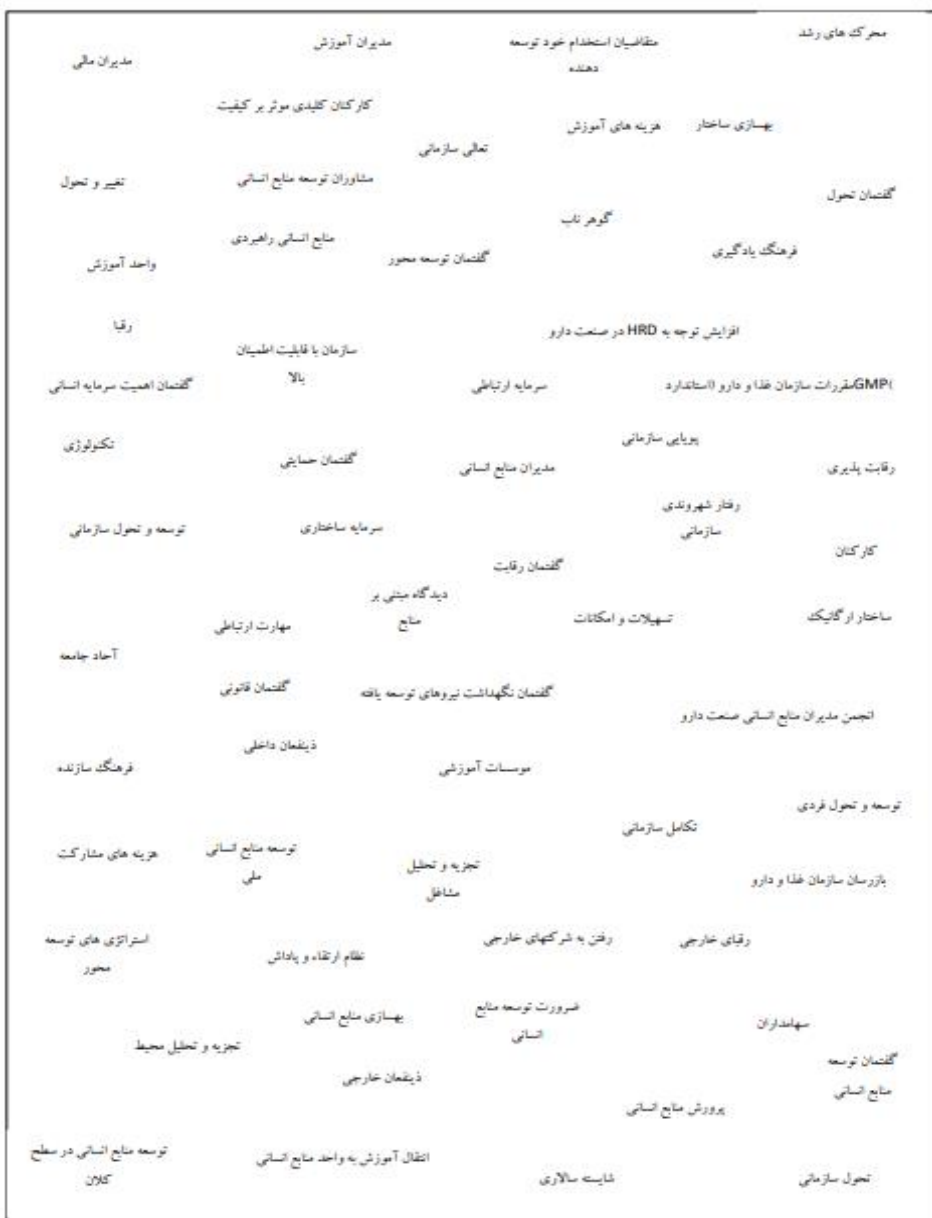 محرک های رشد
متقاضیان استخدام خود توسعه
دهنده
مدیران آموزش
مدیران مالی
کارکنان کلیدی موثر بر کیفیت
بهسازی ساختار
هزینه های آموزش
تعالی سازمانی
مشاوران توسعه منابع انسانی
تغییر و تحول
گفتمان تحول
گوهر ناب
منابع انسانی راهبردی
فرهنگ یادگیری
گفتمان توسعه محور
واحد آموزش
رقبا
افزایش توجه به HRD در صنعت دارو
سازمان با قابلیت اطمینان
بالا
)GMPمقررات سازمان غذا و دارو (استاندارد
سرمایه ارتباطی
گفتمان اهمیت سرمایه انسانی
پویایی سازمانی
تکنولوژی
گفتمان حمایتی
رقابت پذیری
مدیران منابع انسانی
رفتار شهروندی
سازمانی
سرمایه ساختاری
توسعه و تحول سازمانی
کارکنان
گفتمان رقابت
دیدگاه مبتنی بر
منابع
ساختار ارگانیک
تسهیلات و امکانات
مهارت ارتباطی
آحاد جامعه
گفتمان نگهداشت نیروهای توسعه یافته
گفتمان قانونی
انجمن مدیران منابع انسانی صنعت دارو
ذینفعان داخلی
موسسات آموزشی
فرهنگ سازنده
توسعه و تحول فردی
تکامل سازمانی
توسعه منابع انسانی
ملی
هزینه های مشارکت
تجزیه و تحلیل
مشاغل
بازرسان سازمان غذا و دارو
رقبای خارجی
رفتن به شرکتهای خارجی
نظام ارتقاء و پاداش
استراتژی های توسعه
محور
ضرورت توسعه منابع
انسانی
بهسازی منابع انسانی
سهامداران
تجزیه و تحلیل محیط
گفتمان توسعه
منابع انسانی
ذینفعان خارجی
پرورش منابع انسانی
توسعه منابع انسانی در سطح
کلان
انتقال آموزش به واحد منابع انسانی
شایسته سالاری
تحول سازمانی